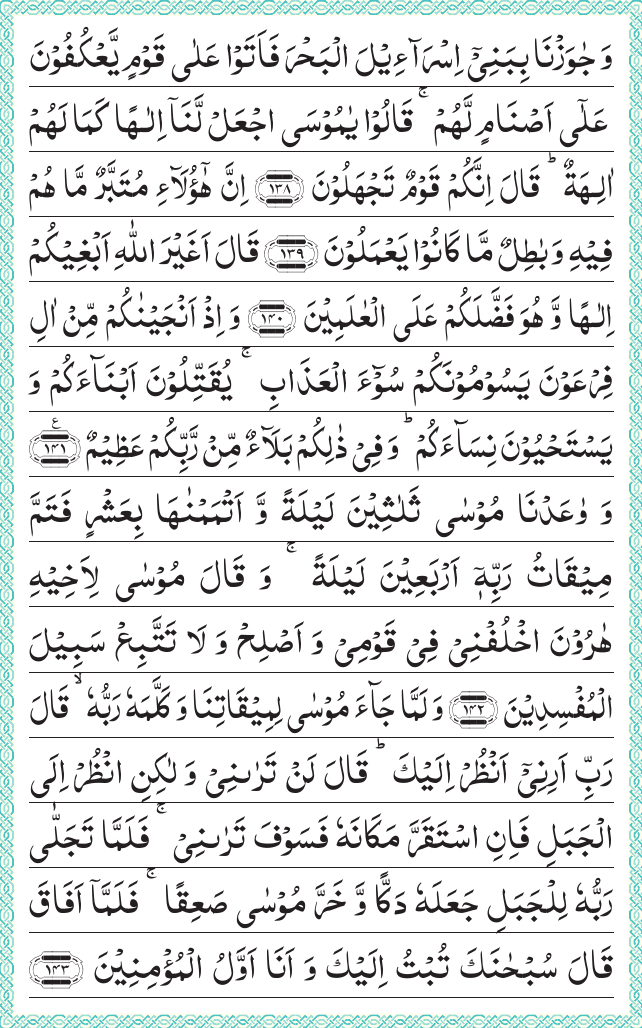 وَ جٰوَزْنَا بِبَنِیْۤ اِسْرَآءِیْلَ الْبَحْرَ فَاَتَوْا عَلٰی قَوْمٍ یَّعْكُفُوْنَ
عَلٰۤی اَصْنَامٍ لَّهُمْ ۚ قَالُوْا یٰمُوْسَی اجْعَلْ لَّنَاۤ اِلٰهًا كَمَا لَهُمْ
اٰلِهَةٌ ؕ قَالَ اِنَّكُمْ قَوْمٌ تَجْهَلُوْنَ ﴿۱۳۸﴾ اِنَّ هٰۤؤُلَآءِ مُتَبَّرٌ مَّا هُمْ
فِیْهِ وَ بٰطِلٌ مَّا كَانُوْا یَعْمَلُوْنَ ﴿۱۳۹﴾ قَالَ اَغَیْرَ اللّٰهِ اَبْغِیْكُمْ
اِلٰهًا وَّ هُوَ فَضَّلَكُمْ عَلَی الْعٰلَمِیْنَ ﴿۱۴۰﴾ وَ اِذْ اَنْجَیْنٰكُمْ مِّنْ اٰلِ
فِرْعَوْنَ یَسُوْمُوْنَكُمْ سُوْٓءَ الْعَذَابِ ۚ یُقَتِّلُوْنَ اَبْنَآءَكُمْ وَ
یَسْتَحْیُوْنَ نِسَآءَكُمْ ؕ وَ فِیْ ذٰلِكُمْ بَلَآءٌ مِّنْ رَّبِّكُمْ عَظِیْمٌ ﴿۱۴۱﴾ ع
وَ وٰعَدْنَا مُوْسٰی ثَلٰثِیْنَ لَیْلَةً وَّ اَتْمَمْنٰهَا بِعَشْرٍ فَتَمَّ
مِیْقَاتُ رَبِّهٖۤ اَرْبَعِیْنَ لَیْلَةً ۚ وَ قَالَ مُوْسٰی لِاَخِیْهِ
هٰرُوْنَ اخْلُفْنِیْ فِیْ قَوْمِیْ وَ اَصْلِحْ وَ لَا تَتَّبِعْ سَبِیْلَ
الْمُفْسِدِیْنَ ﴿۱۴۲﴾ وَ لَمَّا جَآءَ مُوْسٰی لِمِیْقَاتِنَا وَ كَلَّمَهٗ رَبُّهٗ ۙ قَالَ
رَبِّ اَرِنِیْۤ اَنْظُرْ اِلَیْكَ ؕ قَالَ لَنْ تَرٰىنِیْ وَ لٰكِنِ انْظُرْ اِلَی
الْجَبَلِ فَاِنِ اسْتَقَرَّ مَكَانَهٗ فَسَوْفَ تَرٰىنِیْ ۚ فَلَمَّا تَجَلّٰی
رَبُّهٗ لِلْجَبَلِ جَعَلَهٗ دَكًّا وَّ خَرَّ مُوْسٰی صَعِقًا ۚ فَلَمَّاۤ اَفَاقَ
قَالَ سُبْحٰنَكَ تُبْتُ اِلَیْكَ وَ اَنَا اَوَّلُ الْمُؤْمِنِیْنَ ﴿۱۴۳﴾